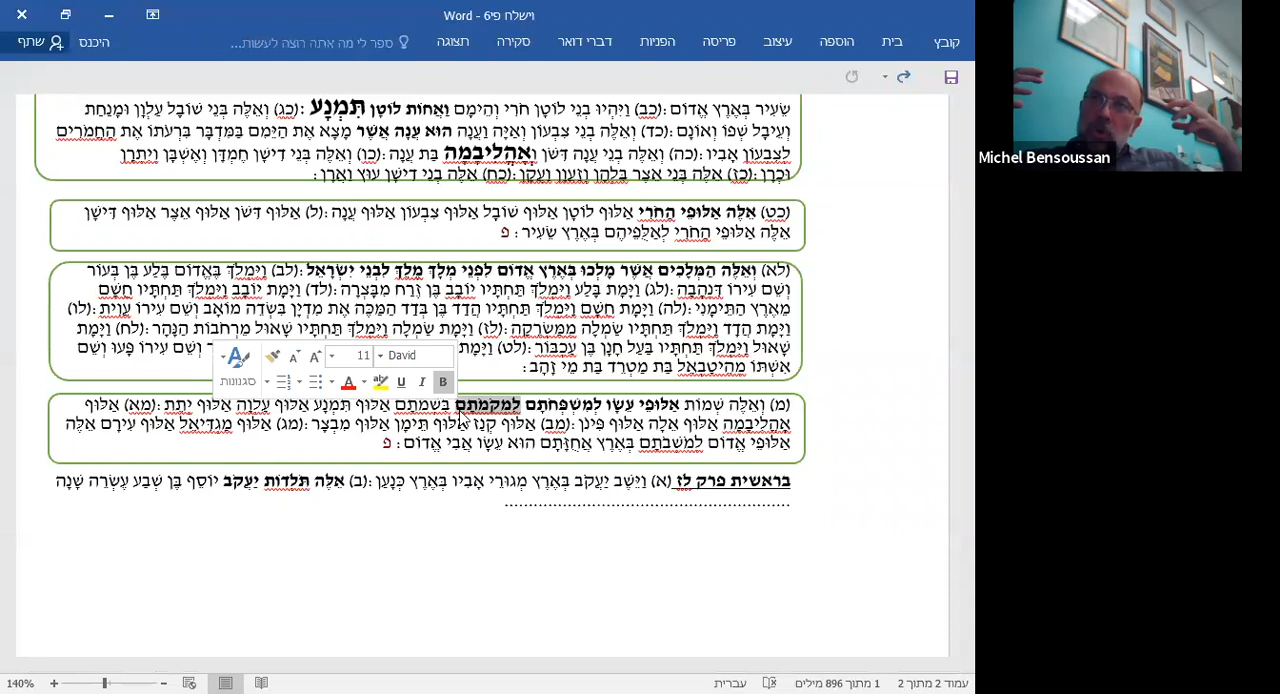 וישלח פי6 - Word
קובץ בית הוספה עיצוב פריסה הפניות דברי דואר סקירה תצוגה ספר לי מה אתה רוצה לעשות... היכנס שתף
שֵׂעִיר בְּאֶרֶץ אֱדוֹם :(כב) וַיִּהְיוּ בְנֵי לוֹטָן חֹרִי וְהֵימָם וַאֲחוֹת לוֹטָן תִּמְנָע :(כג) וְאֵלֶּה בְּנֵי שׁוֹבָל עַלְוָן וּמָנַחַת
וְעֵיבָל שְׁפוֹ וְאוֹנָם :(כד) וְאֵלֶּה בְנֵי צִבְעוֹן וְאַיָּה וַעֲנָה הוּא עֲנָה אֲשֶׁר מָצָא אֶת הַיֵּמִם בַּמִּדְבָּר בִּרְעֹתוֹ אֶת הַחֲמֹרִים
לְצִבְעוֹן אָבִיו :(כה) וְאֵלֶּה בְנֵי עֲנָה דִּשֹׁן וְאָהֳלִיבָמָה בַּת עֲנָה :(כו) וְאֵלֶּה בְּנֵי דִישָׁן חֶמְדָּן וְאֶשְׁבָּן וְיִתְרָן
וּכְרָן :(כז) אֵלֶּה בְּנֵי אֵצֶר בִּלְהָן וְזַעֲוָן וַעֲקָן :(כח) אֵלֶּה בְנֵי דִישָׁן עוּץ וַאֲרָן :
(כט) אֵלֶּה אַלּוּפֵי הַחֹרִי אַלּוּף לוֹטָן אַלּוּף שׁוֹבָל אַלּוּף צִבְעוֹן אַלּוּף עֲנָה :(ל) אַלּוּף דִּשֹׁן אַלּוּף אֵצֶר אַלּוּף דִּישָׁן
אֵלֶּה אַלּוּפֵי הַחֹרִי לְאַלֻּפֵיהֶם בְּאֶרֶץ שֵׂעִיר : פ
(לא) וְאֵלֶּה הַמְּלָכִים אֲשֶׁר מָלְכוּ בְּאֶרֶץ אֱדוֹם לִפְנֵי מְלָךְ מֶלֶךְ לִבְנֵי יִשְׂרָאֵל :(לב) וַיִּמְלֹךְ בֶּאֱדוֹם בֶּלַע בֶּן בְּעוֹר
וְשֵׁם עִירוֹ דִּנְהָבָה :(לג) וַיָּמָת בָּלַע וַיִּמְלֹךְ תַּחְתָּיו יוֹבָב בֶּן זֶרַח מִבָּצְרָה :(לד) וַיָּמָת יוֹבָב וַיִּמְלֹךְ תַּחְתָּיו חֻשָׁם
מֵאֶרֶץ הַתֵּימָנִי :(לה) וַיָּמָת חֻשָׁם וַיִּמְלֹךְ תַּחְתָּיו הֲדַד בֶּן בְּדַד הַמַּכֶּה אֶת מִדְיָן בִּשְׂדֵה מוֹאָב וְשֵׁם עִירוֹ עֲוִית :(לו)
וַיָּמָת הֲדָד וַיִּמְלֹךְ תַּחְתָּיו שַׂמְלָה מִמַּשְׂרֵקָה :(לז) וַיָּמָת שַׂמְלָה וַיִּמְלֹךְ תַּחְתָּיו שָׁאוּל מֵרְחֹבוֹת הַנָּהָר :(לח) וַיָּמָת
שָׁאוּל וַיִּמְלֹךְ תַּחְתָּיו בַּעַל חָנָן בֶּן עַכְבּוֹר :(לט) וַיָּמָת וְשֵׁם עִירוֹ פָּעוּ וְשֵׁם
אִשְׁתּוֹ מְהֵיטַבְאֵל בַּת מַטְרֵד בַּת מֵי זָהָב :
11 David
סגנונות A U I B
(מ) וְאֵלֶּה שְׁמוֹת אַלּוּפֵי עֵשָׂו לְמִשְׁפְּחֹתָם לִמְקֹמֹתָם בִּשְׁמֹתָם אַלּוּף תִּמְנָע אַלּוּף עַלְוָה אַלּוּף יְתֵת :(מא) אַלּוּף
אָהֳלִיבָמָה אַלּוּף אֵלָה אַלּוּף פִּינֹן :(מב) אַלּוּף קְנַז אַלּוּף תֵּימָן אַלּוּף מִבְצָר :(מג) אַלּוּף מַגְדִּיאֵל אַלּוּף עִירָם אֵלֶּה
אַלּוּפֵי אֱדוֹם לְמֹשְׁבֹתָם בְּאֶרֶץ אֲחֻזָּתָם הוּא עֵשָׂו אֲבִי אֱדוֹם : פ
בראשית פרק לז (א) וַיֵּשֶׁב יַעֲקֹב בְּאֶרֶץ מְגוּרֵי אָבִיו בְּאֶרֶץ כְּנָעַן :(ב) אֵלֶּה תֹּלְדוֹת יַעֲקֹב יוֹסֵף בֶּן שְׁבַע עֶשְׂרֵה שָׁנָה
.........................................................
עמוד 2 מתוך 2 1 מתוך 896 מילים עברית 140%
Michel Bensoussan